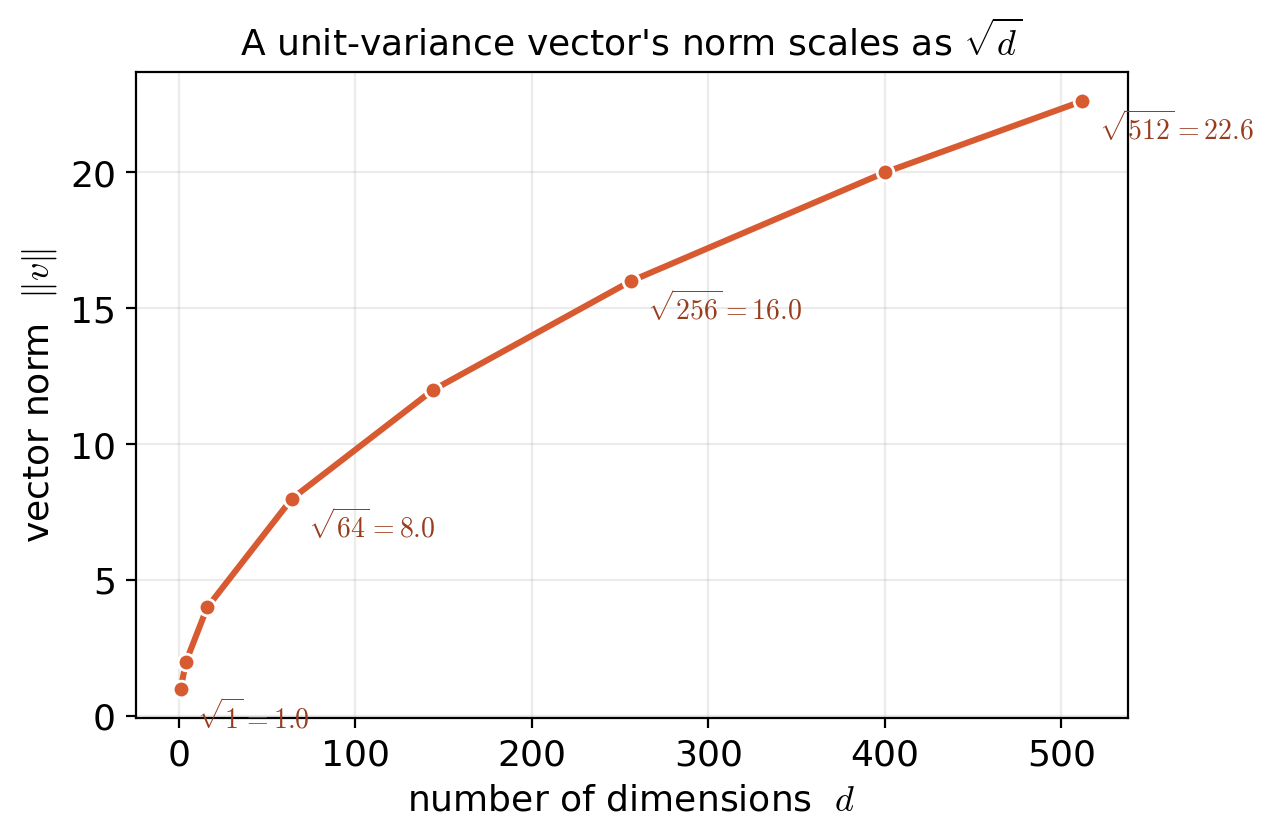 A unit-variance vector's norm scales as √d
√512 = 22.6
20
vector norm ||v||
√256 = 16.0
15
10
√64 = 8.0
5
√1 = 1.0
0
0 100 200 300 400 500
number of dimensions d